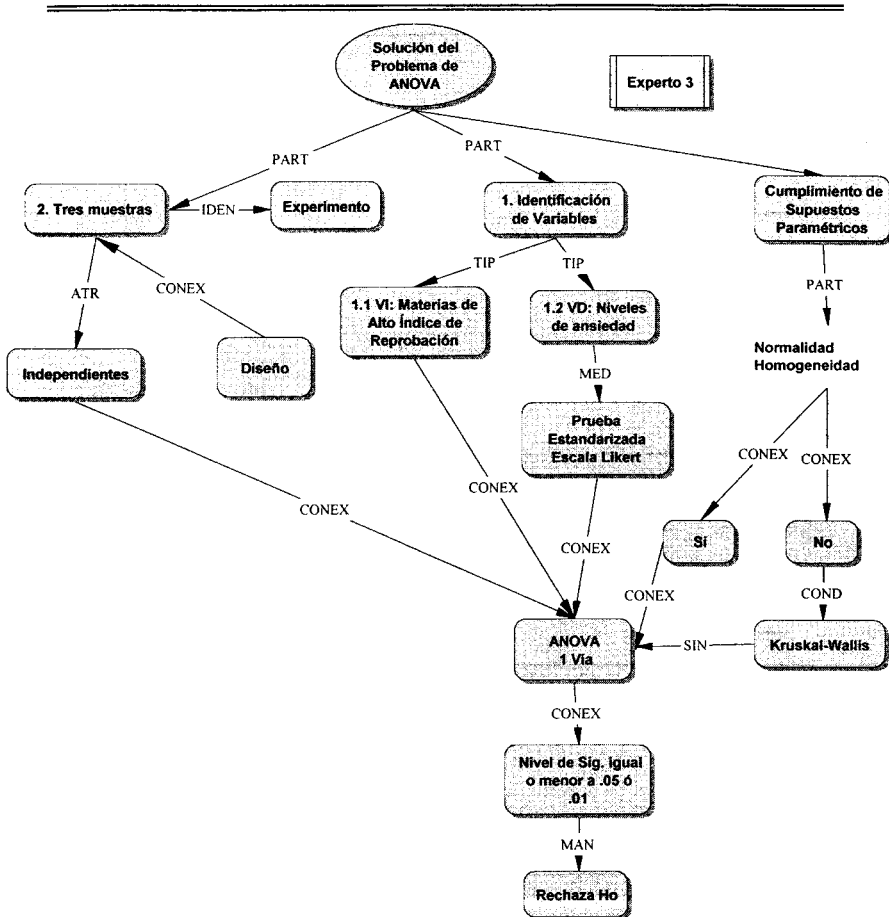 Solución del
Problema de
ANOVA
Experto 3
PART
PART
2. Tres muestras
IDEN
Experimento
1. Identificación
de Variables
Cumplimiento de
Supuestos
Paramétricos
TIP
TIP
PART
ATR
CONEX
1.1 VI: Materias de
Alto Índice de
Reprobación
1.2 VD: Niveles
de ansiedad
Normalidad
Homogeneidad
Independientes
Diseño
MED
Prueba
Estandarizada
Escala Likert
CONEX
CONEX
CONEX
CONEX
Sí
No
CONEX
CONEX
COND
ANOVA
1 Vía
SIN
Kruskal-Wallis
CONEX
Nivel de Sig. Igual
o menor a .05 ó
.01
MAN
Rechaza Ho